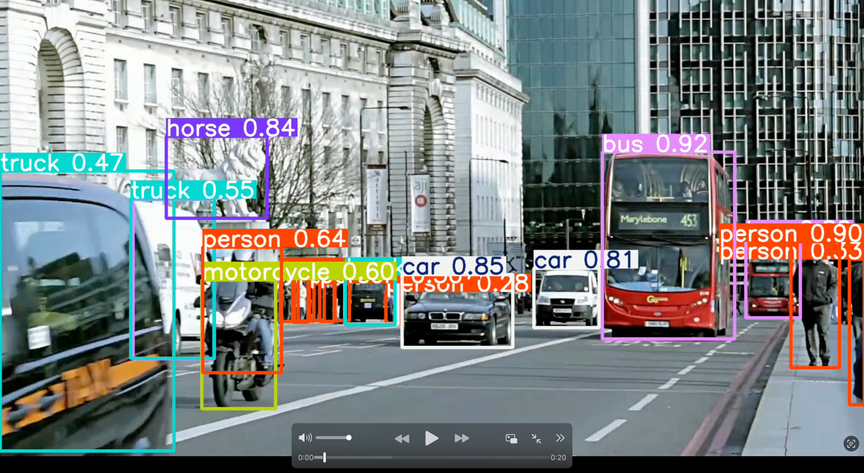 horse 0.84
bus 0.92
truck 0.47
truck 0.55
Marylebone 453
person 0.90
person 0.64
person 0.33
car 0.81
car 0.85
motorcycle 0.60
person 0.28
TAXI
0:00
0:20